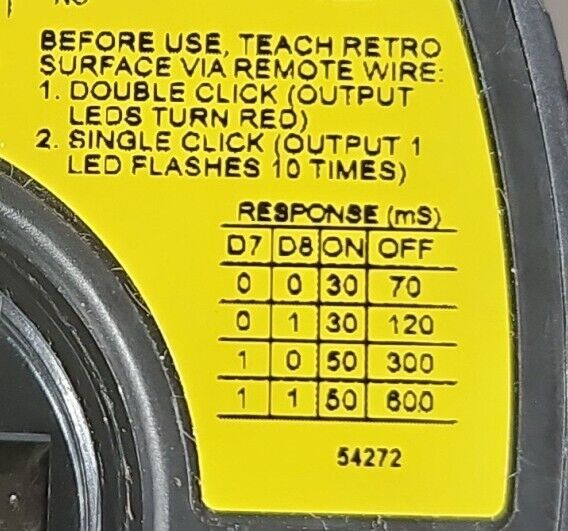 NO
BEFORE USE, TEACH RETRO
SURFACE VIA REMOTE WIRE:
1. DOUBLE CLICK (OUTPUT
LEDS TURN RED)
2. SINGLE CLICK (OUTPUT 1
LED FLASHES 10 TIMES)
RESPONSE (mS)
D7 D8 ON OFF
0 0 30 70
0 1 30 120
1 0 50 300
1 1 50 600
54272